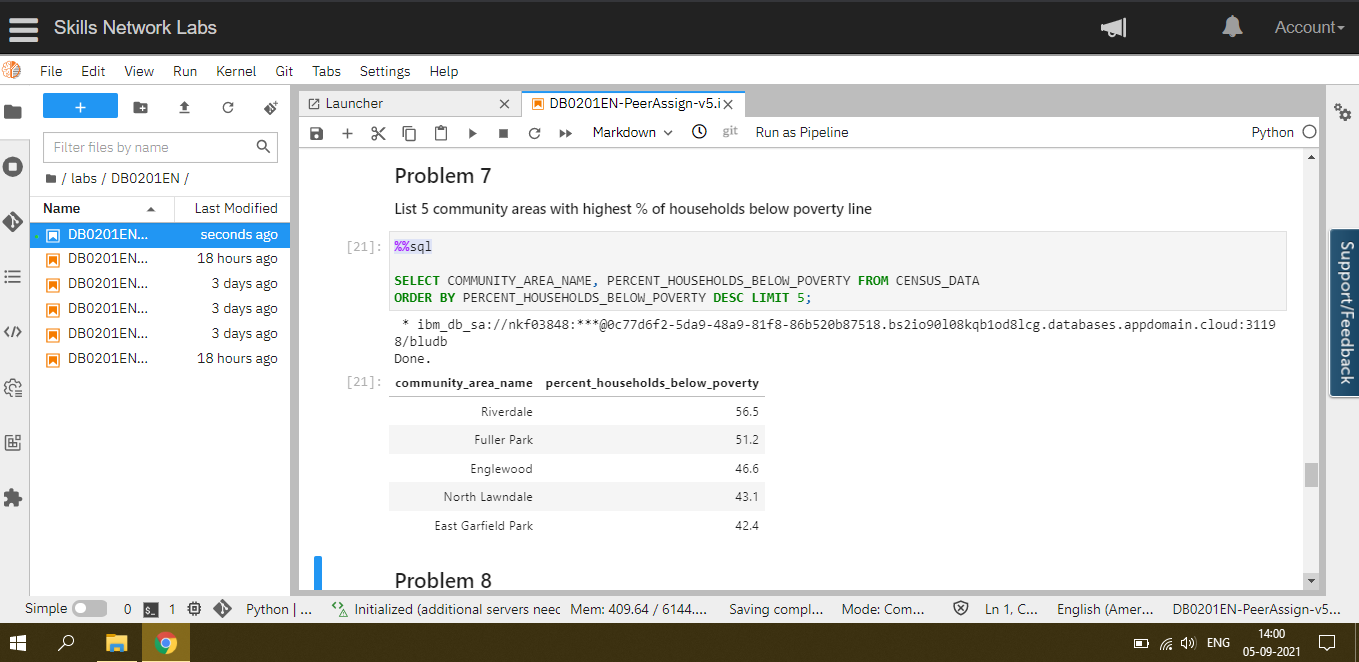 Skills Network Labs
Account
File Edit View Run Kernel Git Tabs Settings Help
+
Launcher
DB0201EN-PeerAssign-v5.i
Markdown
git
Run as Pipeline
Python
Filter files by name
/ labs / DB0201EN /
Name Last Modified
DB0201EN... seconds ago
DB0201EN... 18 hours ago
DB0201EN... 3 days ago
DB0201EN... 3 days ago
DB0201EN... 3 days ago
DB0201EN... 18 hours ago
Problem 7
List 5 community areas with highest % of households below poverty line
[21]: %%sql
SELECT COMMUNITY_AREA_NAME, PERCENT_HOUSEHOLDS_BELOW_POVERTY FROM CENSUS_DATA
ORDER BY PERCENT_HOUSEHOLDS_BELOW_POVERTY DESC LIMIT 5;
* ibm_db_sa://nkf03848:***@0c77d6f2-5da9-48a9-81f8-86b520b87518.bs2io90l08kqb1od8lcg.databases.appdomain.cloud:3119
8/bludb
Done.
[21]: community_area_name percent_households_below_poverty
Riverdale 56.5
Fuller Park 51.2
Englewood 46.6
North Lawndale 43.1
East Garfield Park 42.4
Problem 8
Support/Feedback
Simple 0 $_ 1 Python | ... Initialized (additional servers neec Mem: 409.64 / 6144.... Saving compl... Mode: Com... Ln 1, C... English (Amer... DB0201EN-PeerAssign-v5...
ENG
14:00
05-09-2021